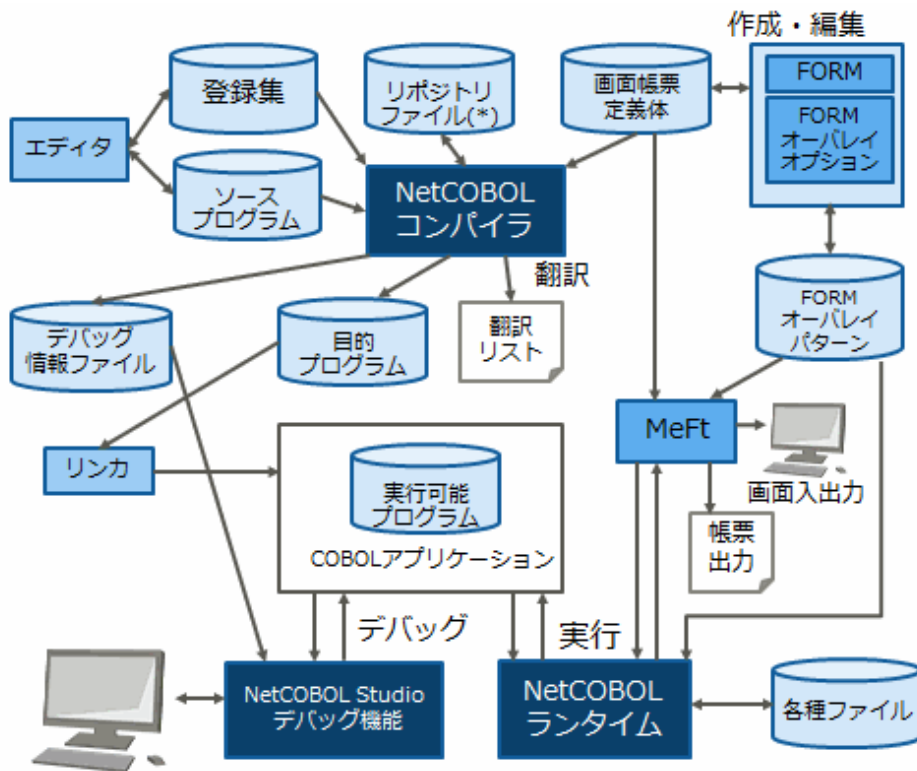 作成・編集
登録集
リポジトリ
ファイル(*)
画面帳票
定義体
FORM
FORM
オーバレイ
オプション
エディタ
ソース
プログラム
NetCOBOL
コンパイラ
翻訳
デバッグ
情報ファイル
目的
プログラム
翻訳
リスト
FORM
オーバレイ
パターン
MeFt
画面入出力
リンカ
実行可能
プログラム
COBOLアプリケーション
帳票
出力
デバッグ
実行
NetCOBOL Studio
デバッグ機能
NetCOBOL
ランタイム
各種ファイル